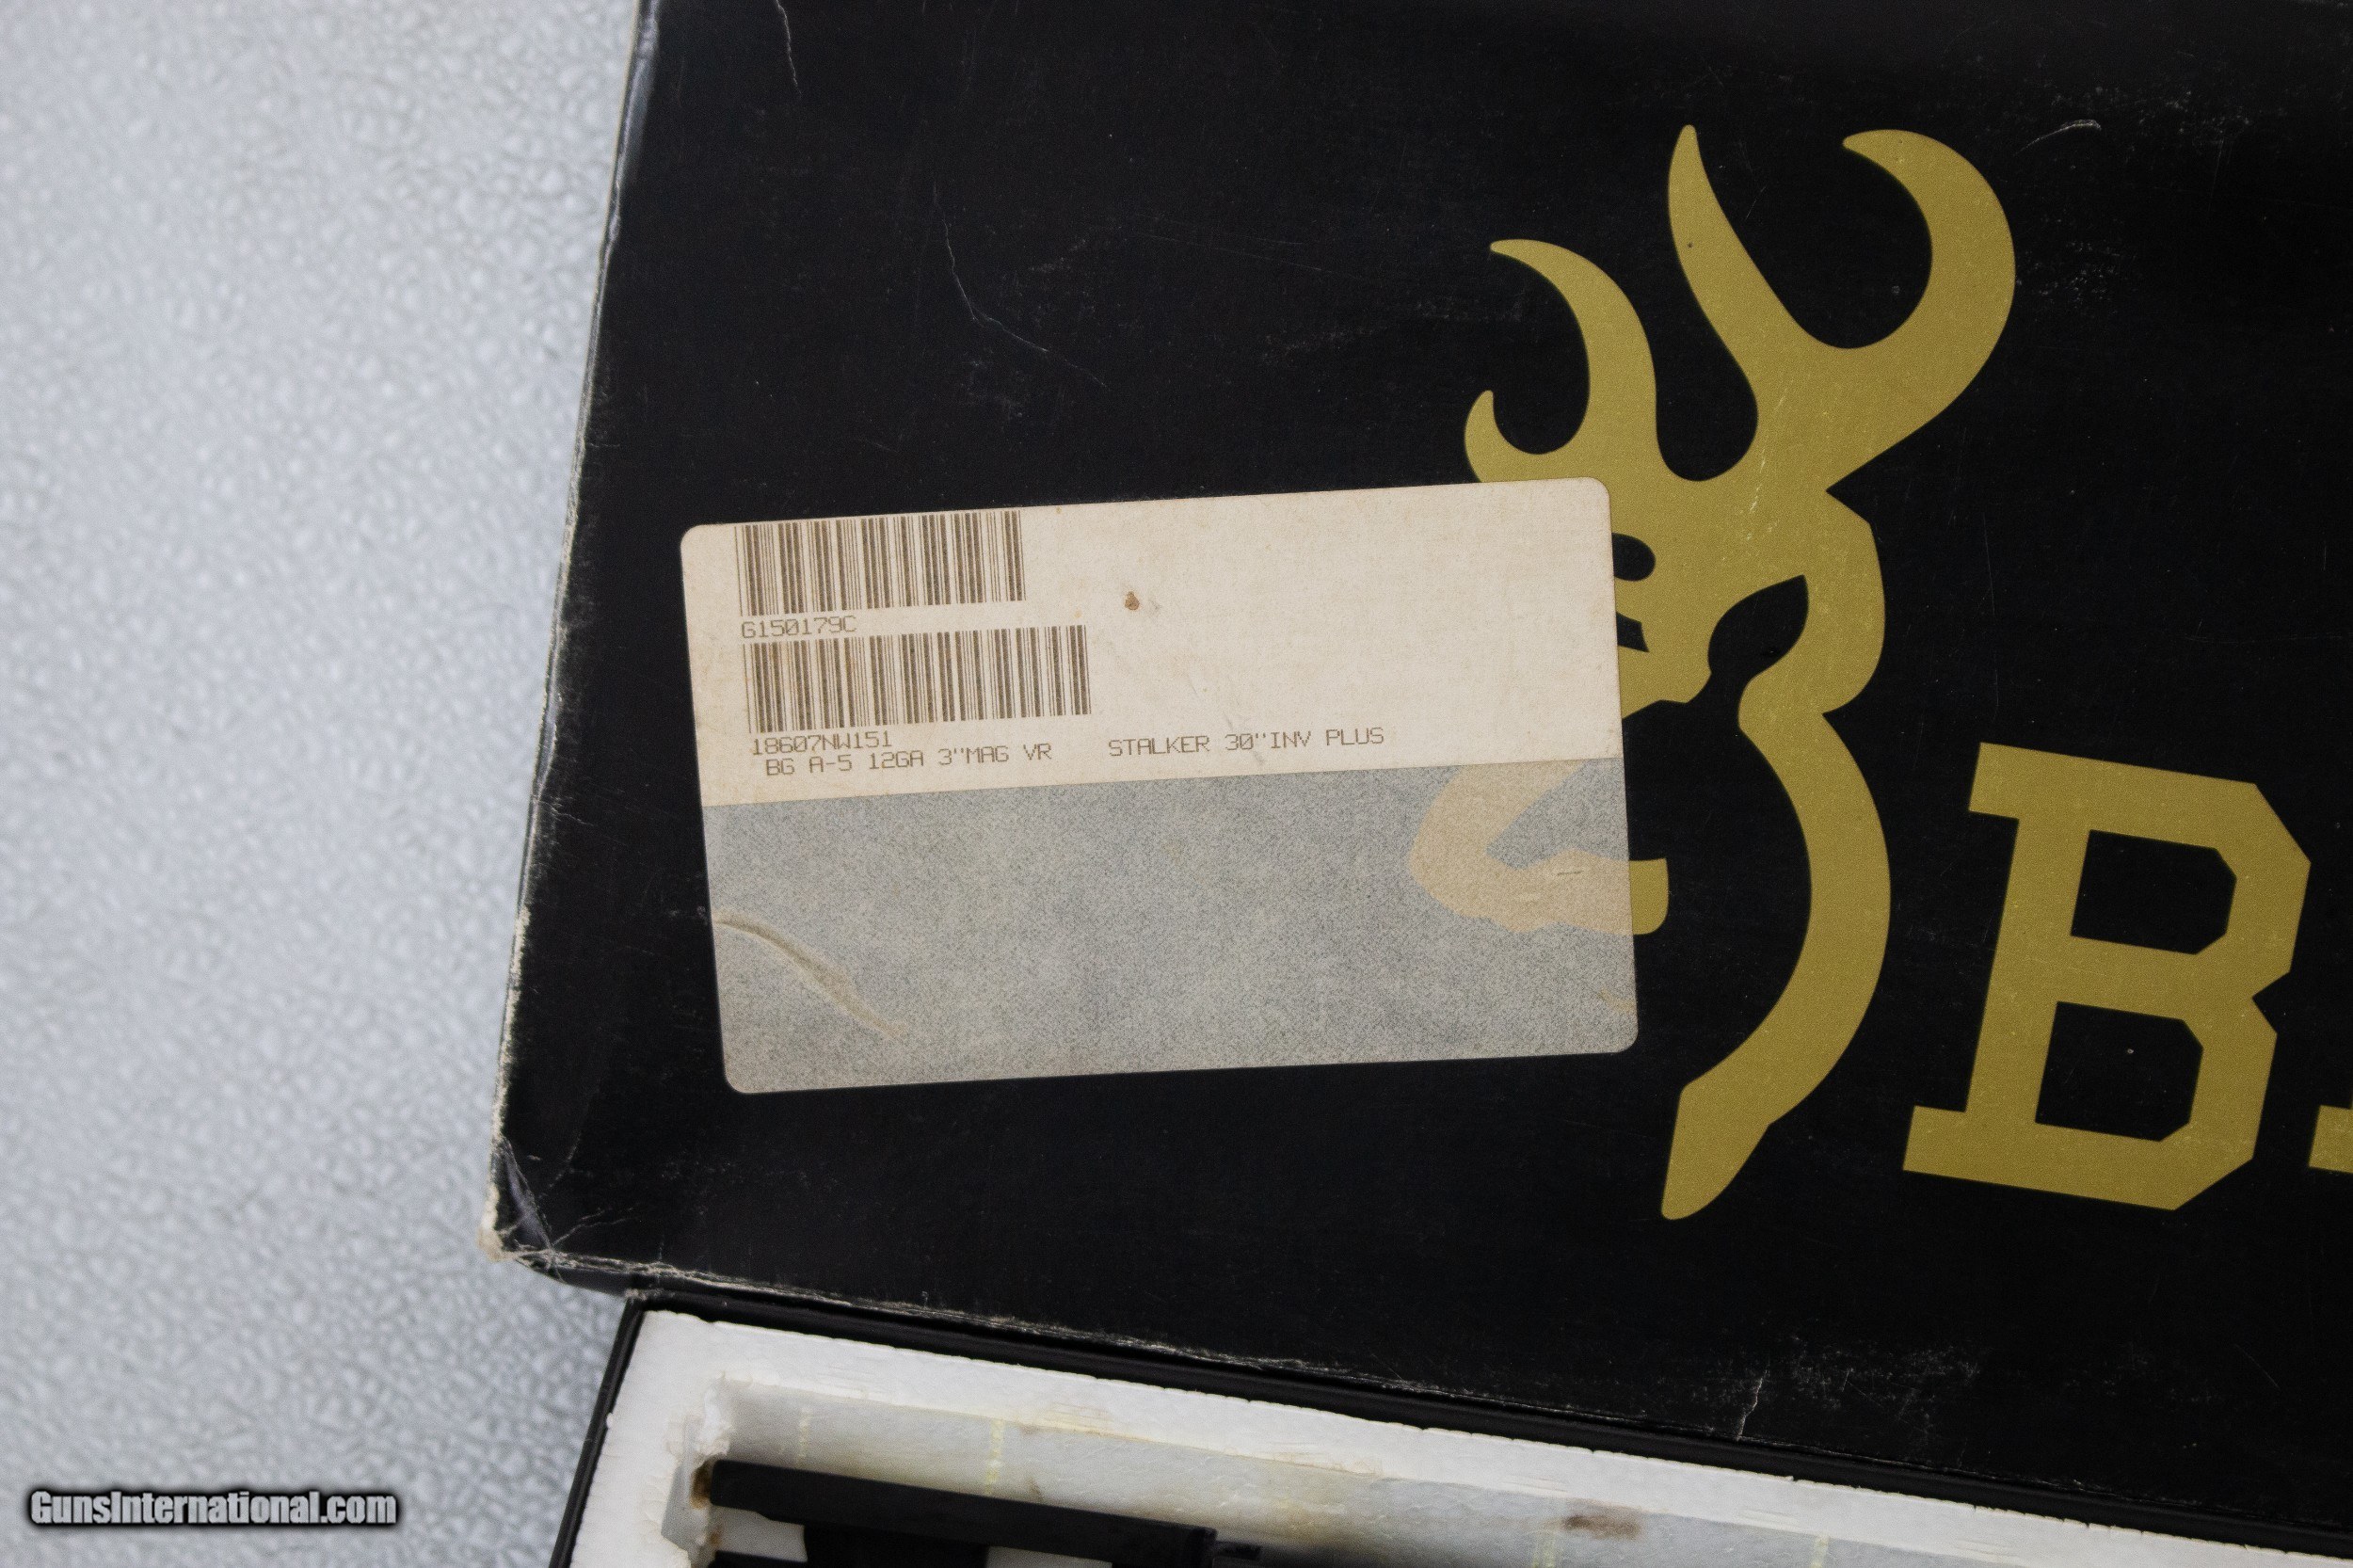 G150179C
18607NW151
BG A-5 12GA 3"MAG VR STALKER 30"INV PLUS
B
GunsInternational.com